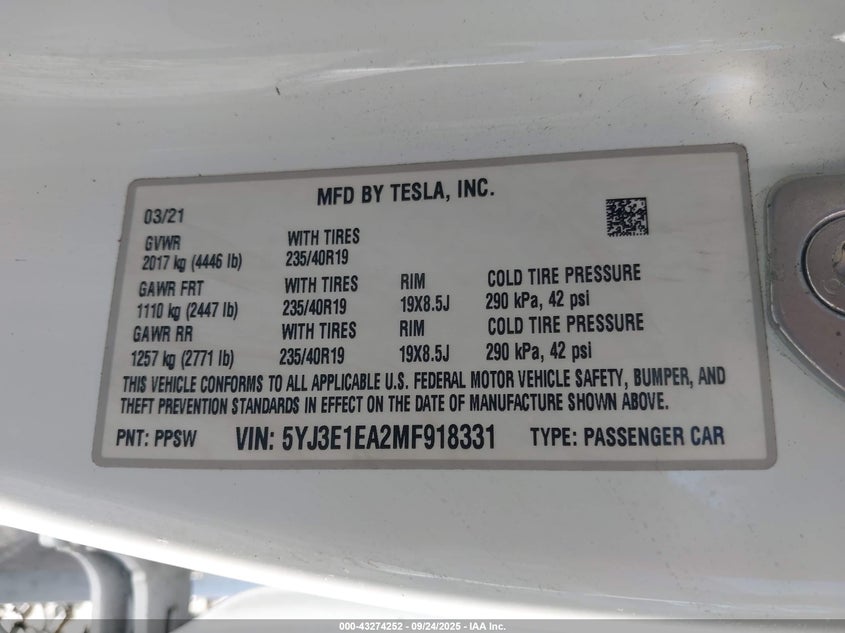 MFD BY TESLA, INC.
03/21
GVWR WITH TIRES
2017 kg (4446 lb) 235/40R19
GAWR FRT WITH TIRES RIM COLD TIRE PRESSURE
1110 kg (2447 lb) 235/40R19 19X8.5J 290 kPa, 42 psi
GAWR RR WITH TIRES RIM COLD TIRE PRESSURE
1257 kg (2771 lb) 235/40R19 19X8.5J 290 kPa, 42 psi
THIS VEHICLE CONFORMS TO ALL APPLICABLE U.S. FEDERAL MOTOR VEHICLE SAFETY, BUMPER, AND
THEFT PREVENTION STANDARDS IN EFFECT ON THE DATE OF MANUFACTURE SHOWN ABOVE.
PNT: PPSW VIN: 5YJ3E1EA2MF918331 TYPE: PASSENGER CAR
000-43274252 - 09/24/2025 - IAA Inc.